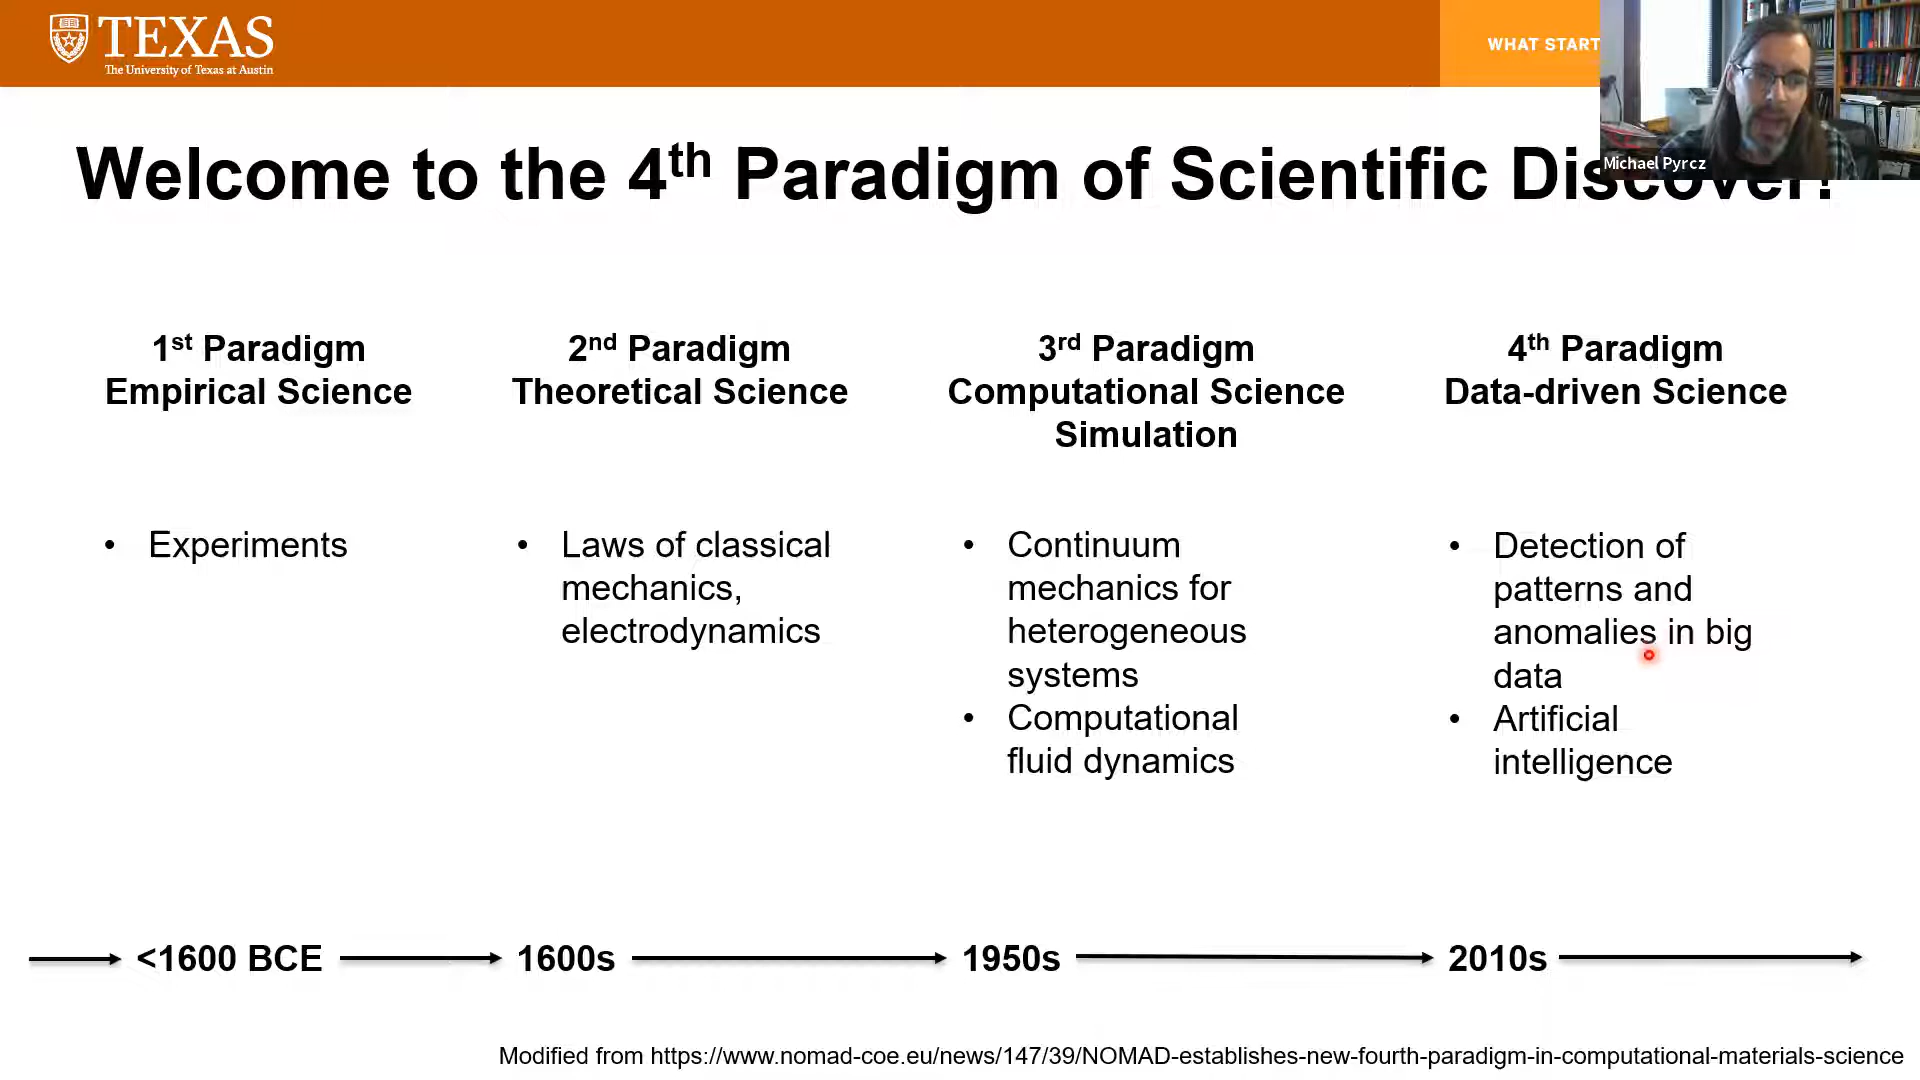 TEXAS
The University of Texas at Austin
WHAT START
Michael Pyrcz
Welcome to the 4th Paradigm of Scientific Discover!
1st Paradigm
Empirical Science
2nd Paradigm
Theoretical Science
3rd Paradigm
Computational Science
Simulation
4th Paradigm
Data-driven Science
• Experiments
• Laws of classical
mechanics,
electrodynamics
• Continuum
mechanics for
heterogeneous
systems
• Computational
fluid dynamics
• Detection of
patterns and
anomalies in big
data
• Artificial
intelligence
<1600 BCE
1600s
1950s
2010s
Modified from https://www.nomad-coe.eu/news/147/39/NOMAD-establishes-new-fourth-paradigm-in-computational-materials-science